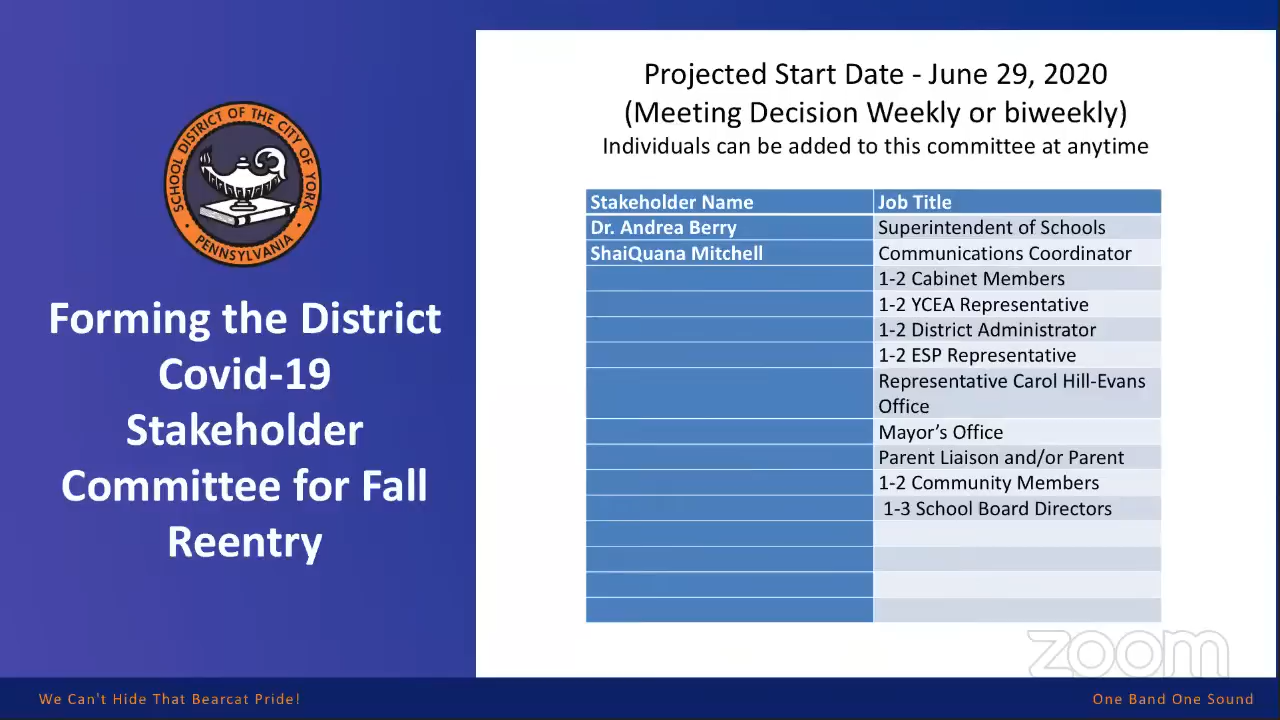 SCHOOL DISTRICT OF THE CITY OF YORK
PENNSYLVANIA
Forming the District
Covid-19
Stakeholder
Committee for Fall
Reentry
Projected Start Date - June 29, 2020
(Meeting Decision Weekly or biweekly)
Individuals can be added to this committee at anytime
Stakeholder Name Job Title
Dr. Andrea Berry Superintendent of Schools
ShaiQuana Mitchell Communications Coordinator
1-2 Cabinet Members
1-2 YCEA Representative
1-2 District Administrator
1-2 ESP Representative
Representative Carol Hill-Evans
Office
Mayor’s Office
Parent Liaison and/or Parent
1-2 Community Members
1-3 School Board Directors
zoom
We Can't Hide That Bearcat Pride!
One Band One Sound